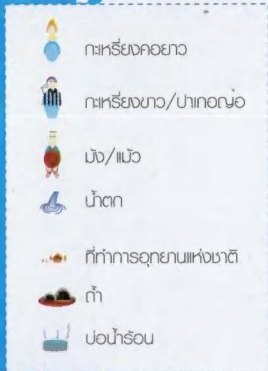 กะเหรี่ยงคอยาว
กะเหรี่ยงขาว/ปาเกอญอ
มัง/แม้ว
น้ำตก
ที่ทำการอุทยานแห่งชาติ
ถ้ำ
บ่อน้ำร้อน